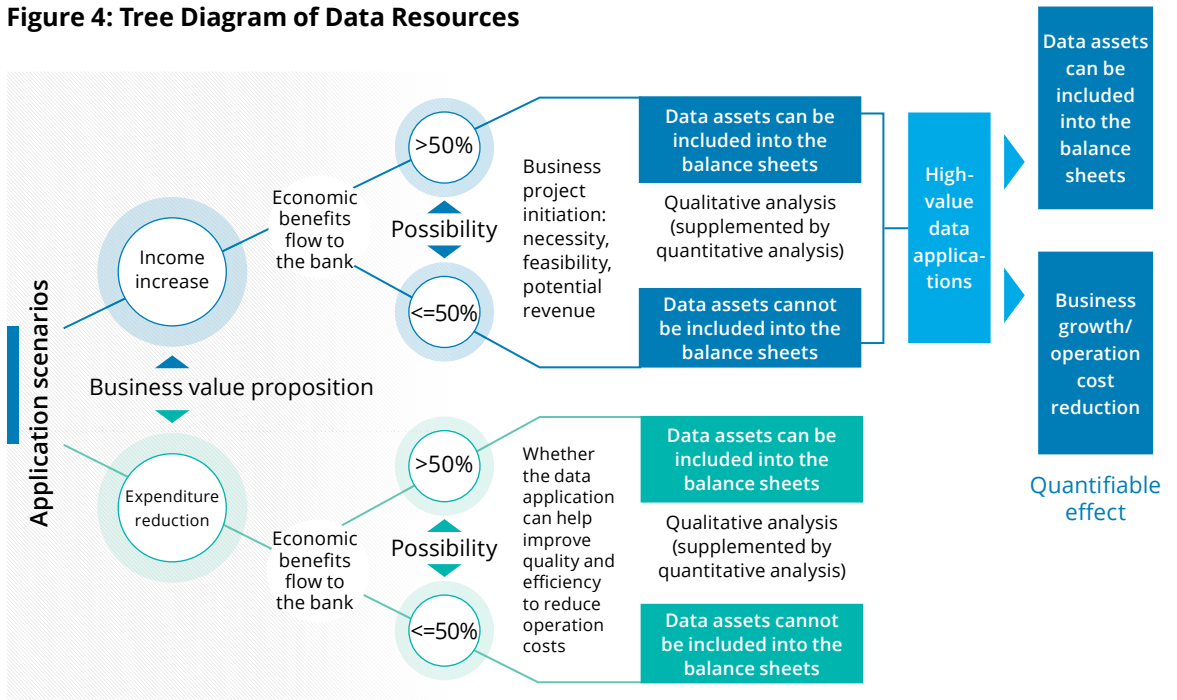 Figure 4: Tree Diagram of Data Resources
Application scenarios
Income
increase
Business value proposition
Expenditure
reduction
Economic
benefits
flow to
the bank
>50%
Possibility
<=50%
Business
project
initiation:
necessity,
feasibility,
potential
revenue
Data assets can be
included into the
balance sheets
Qualitative analysis
(supplemented by
quantitative analysis)
Data assets cannot
be included into the
balance sheets
Economic
benefits
flow to
the bank
>50%
Possibility
<=50%
Whether
the data
application
can help
improve
quality and
efficiency
to reduce
operation
costs
Data assets can be
included into the
balance sheets
Qualitative analysis
(supplemented by
quantitative analysis)
Data assets cannot
be included into the
balance sheets
High-
value
data
applica-
tions
Data assets
can be
included
into the
balance
sheets
Business
growth/
operation
cost
reduction
Quantifiable
effect